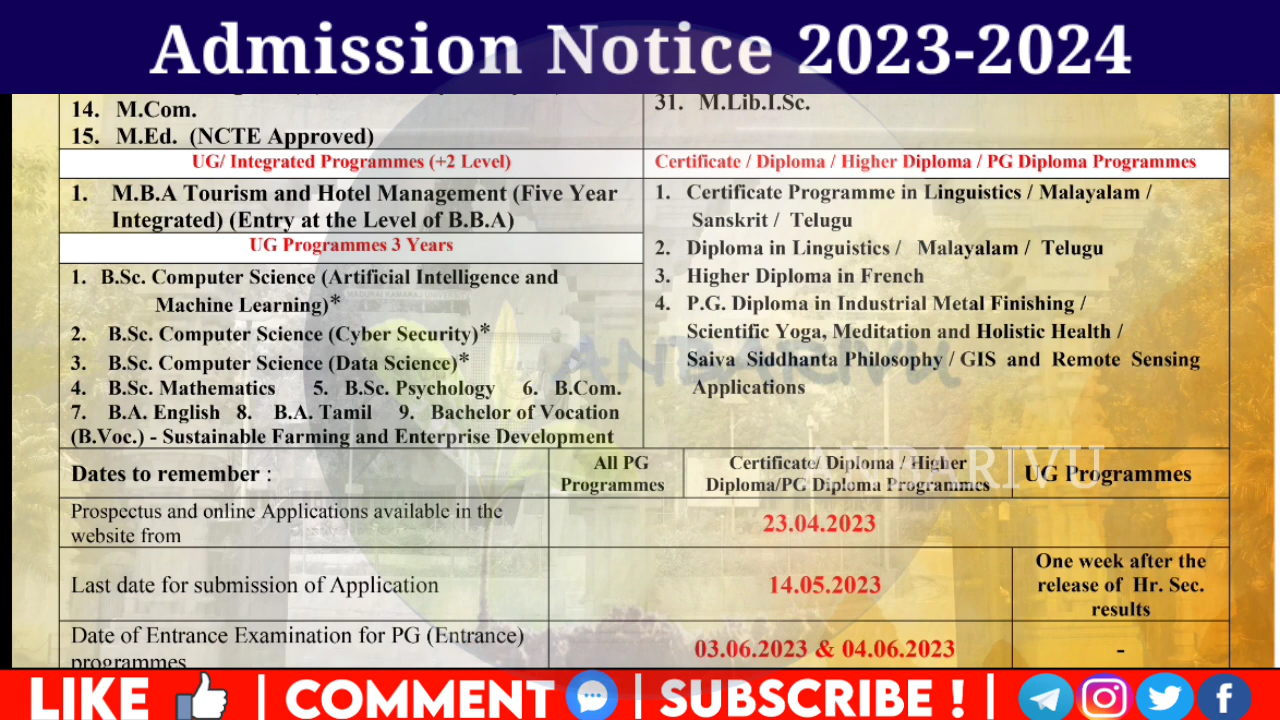 Admission Notice 2023-2024
14. M.Com.
15. M.Ed. (NCTE Approved)
31. M.Lib.I.Sc.
UG/ Integrated Programmes (+2 Level)
1. M.B.A Tourism and Hotel Management (Five Year
Integrated) (Entry at the Level of B.B.A)
UG Programmes 3 Years
1. B.Sc. Computer Science (Artificial Intelligence and
Machine Learning)*
2. B.Sc. Computer Science (Cyber Security)*
3. B.Sc. Computer Science (Data Science)*
4. B.Sc. Mathematics 5. B.Sc. Psychology 6. B.Com.
7. B.A. English 8. B.A. Tamil 9. Bachelor of Vocation
(B.Voc.) - Sustainable Farming and Enterprise Development
Certificate / Diploma / Higher Diploma / PG Diploma Programmes
1. Certificate Programme in Linguistics / Malayalam /
Sanskrit / Telugu
2. Diploma in Linguistics / Malayalam / Telugu
3. Higher Diploma in French
4. P.G. Diploma in Industrial Metal Finishing /
Scientific Yoga, Meditation and Holistic Health /
Saiva Siddhanta Philosophy / GIS and Remote Sensing
Applications
ANBARIVU
ANBARIVU
Dates to remember :
All PG
Programmes
Certificate/ Diploma / Higher
Diploma/PG Diploma Programmes
UG Programmes
Prospectus and online Applications available in the
website from
23.04.2023
Last date for submission of Application
14.05.2023
One week after the
release of Hr. Sec.
results
Date of Entrance Examination for PG (Entrance)
programmes
03.06.2023 & 04.06.2023
-
LIKE | COMMENT | SUBSCRIBE ! |